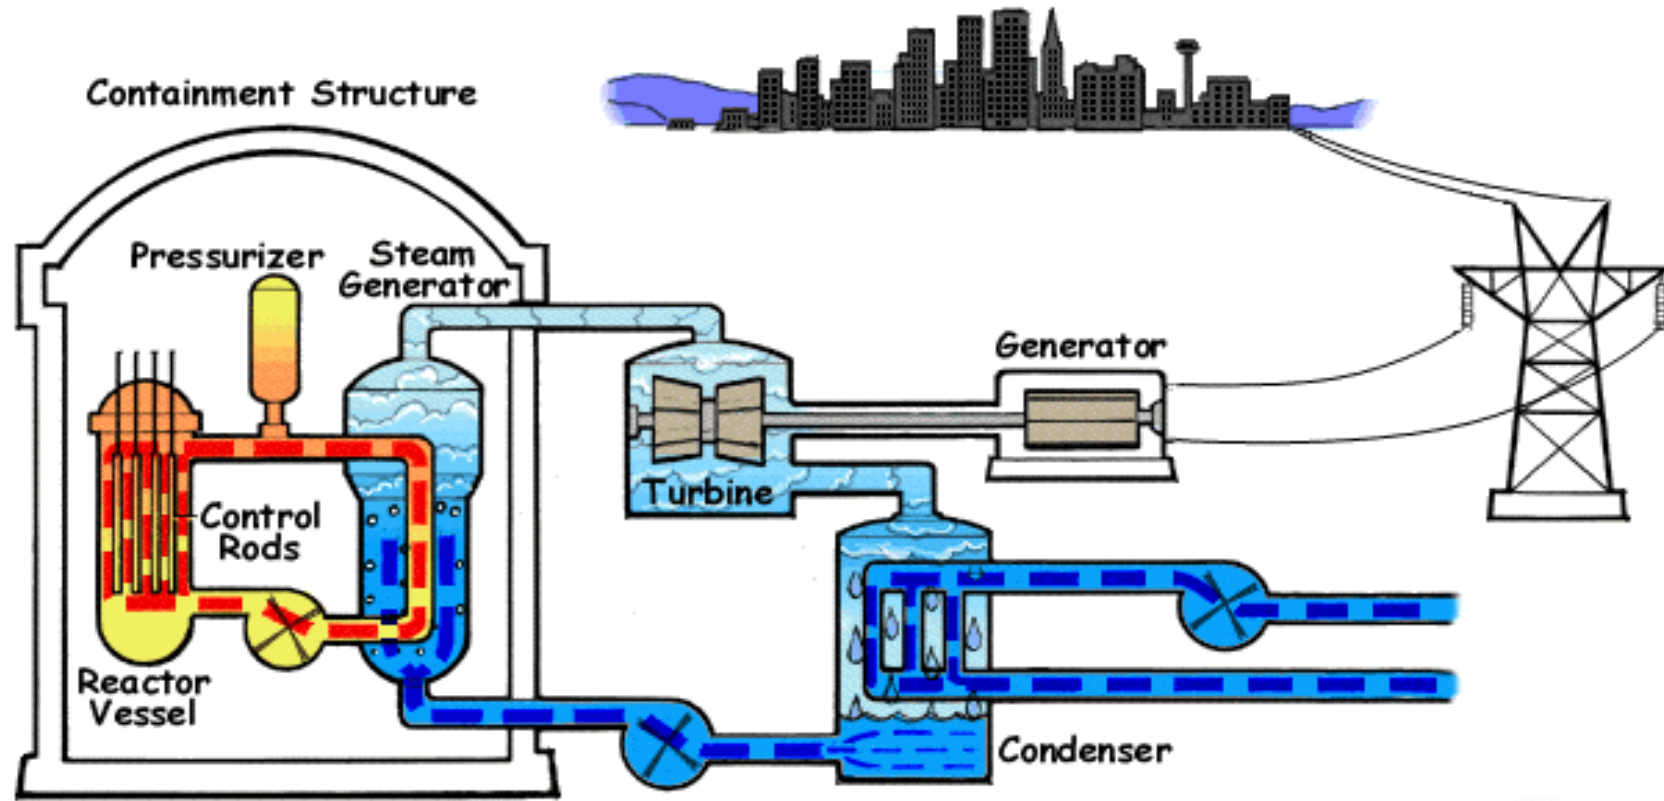 Containment Structure
Pressurizer
Steam
Generator
Generator
Turbine
Control
Rods
Reactor
Vessel
Condenser